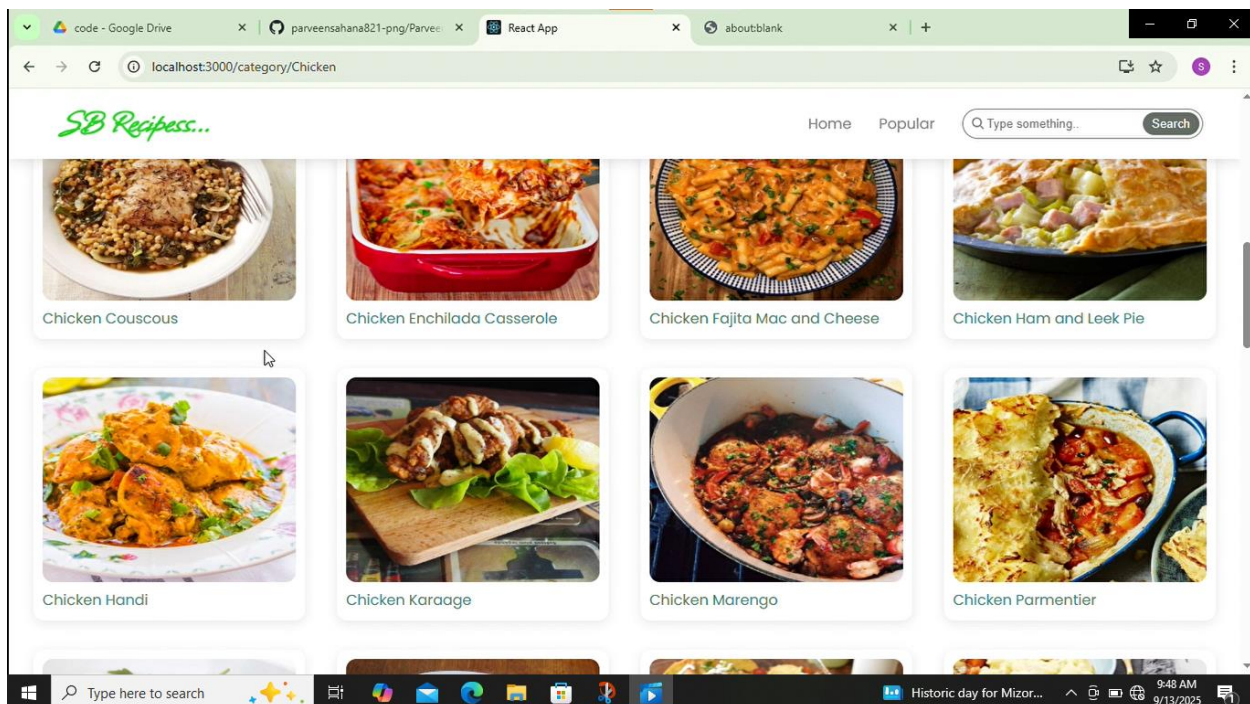 code - Google Drive
parveensahana821-png/Parvee
React App
about:blank
localhost:3000/category/Chicken
S
SB Recipess...
Home
Popular
Type something..
Search
Chicken Couscous
Chicken Enchilada Casserole
Chicken Fajita Mac and Cheese
Chicken Ham and Leek Pie
Chicken Handi
Chicken Karaage
Chicken Marengo
Chicken Parmentier
Type here to search
Historic day for Mizor...
9:48 AM
9/13/2025